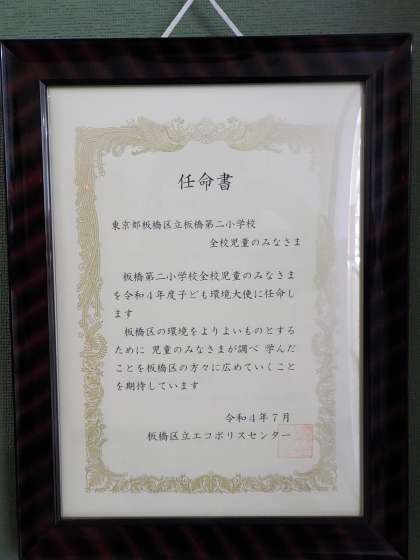 任命書
東京都板橋区立板橋第二小学校
全校児童のみなさま
板橋第二小学校全校児童のみなさま
を令和4年度子ども環境大使に任命し
ます
板橋区の環境をよりよいものとする
ために 児童のみなさまが調べ 学んだ
ことを板橋区の方々に広めていくこと
を期待しています
令和4年7月
板橋区立エコポリスセンター